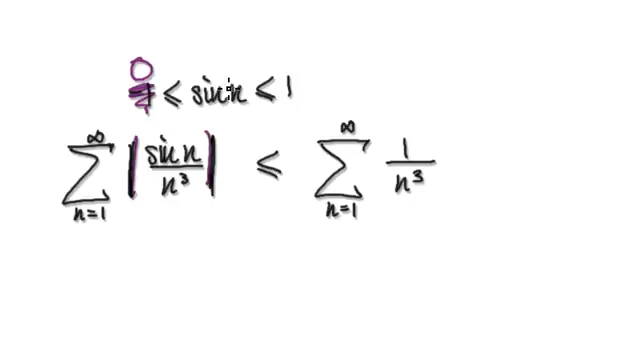 0 ≤ sin n ≤ 1
∞ ∑ n=1 | sin n / n³ | ≤ ∞ ∑ n=1 1 / n³